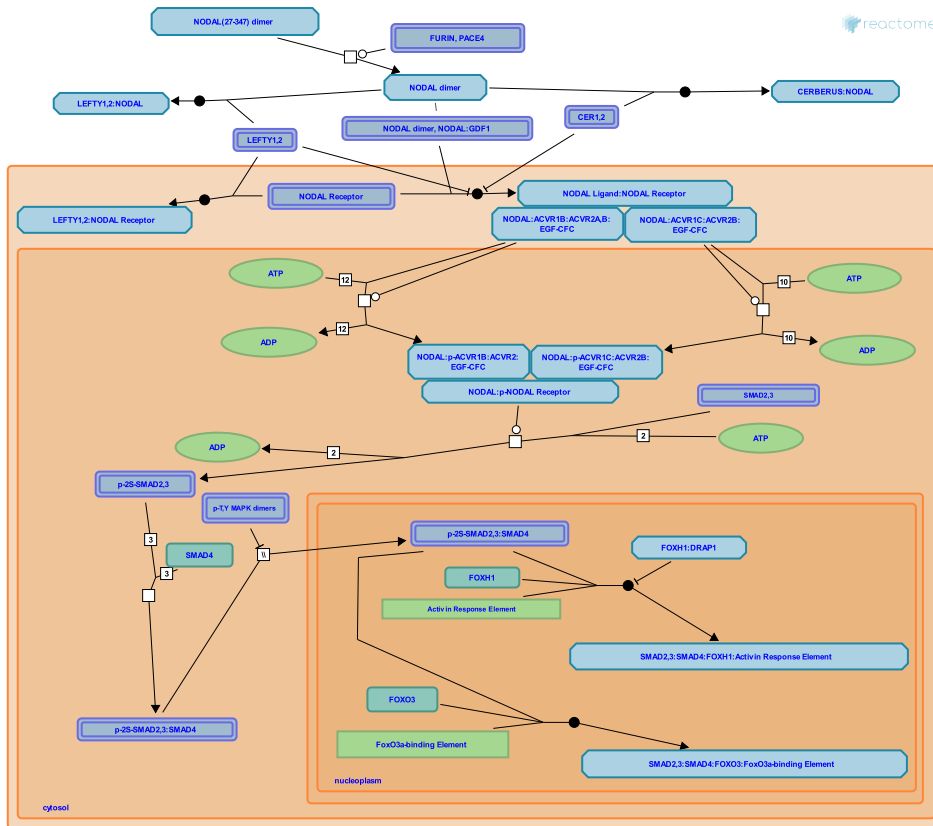 NODAL(27-347) dimer
reactome
FURIN, PACE4
NODAL dimer
LEFTY1,2:NODAL
CERBERUS:NODAL
CER1,2
NODAL dimer, NODAL:GDF1
LEFTY1,2
NODAL Receptor
NODAL Ligand:NODAL Receptor
LEFTY1,2:NODAL Receptor
NODAL:ACVR1B:ACVR2A,B:
EGF-CFC
NODAL:ACVR1C:ACVR2B:
EGF-CFC
ATP
12
10
ATP
ADP
12
10
ADP
NODAL:p-ACVR1B:ACVR2:
EGF-CFC
NODAL:p-ACVR1C:ACVR2B:
EGF-CFC
NODAL:p-NODAL Receptor
SMAD2,3
ADP
2
2
ATP
p-2S-SMAD2,3
p-T,Y MAPK dimers
3
SMAD4
3
\\
p-2S-SMAD2,3:SMAD4
FOXH1:DRAP1
FOXH1
Activin Response Element
SMAD2,3:SMAD4:FOXH1:Activin Response Element
FOXO3
p-2S-SMAD2,3:SMAD4
FoxO3a-binding Element
SMAD2,3:SMAD4:FOXO3:FoxO3a-binding Element
nucleoplasm
cytosol